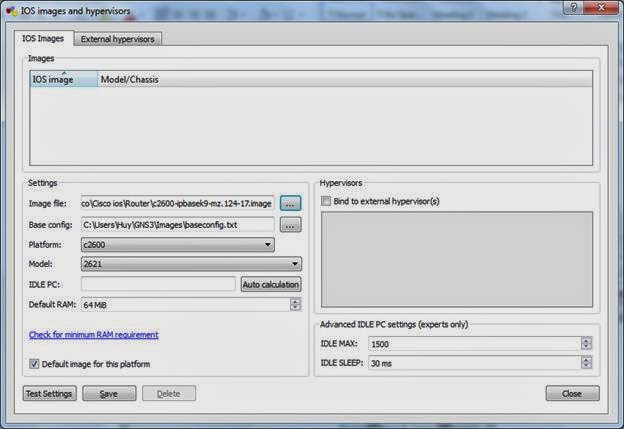 IOS images and hypervisors
IOS Images
External hypervisors
Images
IOS image
Model/Chassis
Settings
Image file: co\Cisco ios\Router\c2600-ipbasek9-mz.124-17.image ...
Base config: C:\Users\Huy\GNS3\Images\baseconfig.txt ...
Platform: c2600
Model: 2621
IDLE PC: Auto calculation
Default RAM: 64 MiB
Check for minimum RAM requirement
Default image for this platform
Hypervisors
Bind to external hypervisor(s)
Advanced IDLE PC settings (experts only)
IDLE MAX: 1500
IDLE SLEEP: 30 ms
Test Settings Save Delete Close